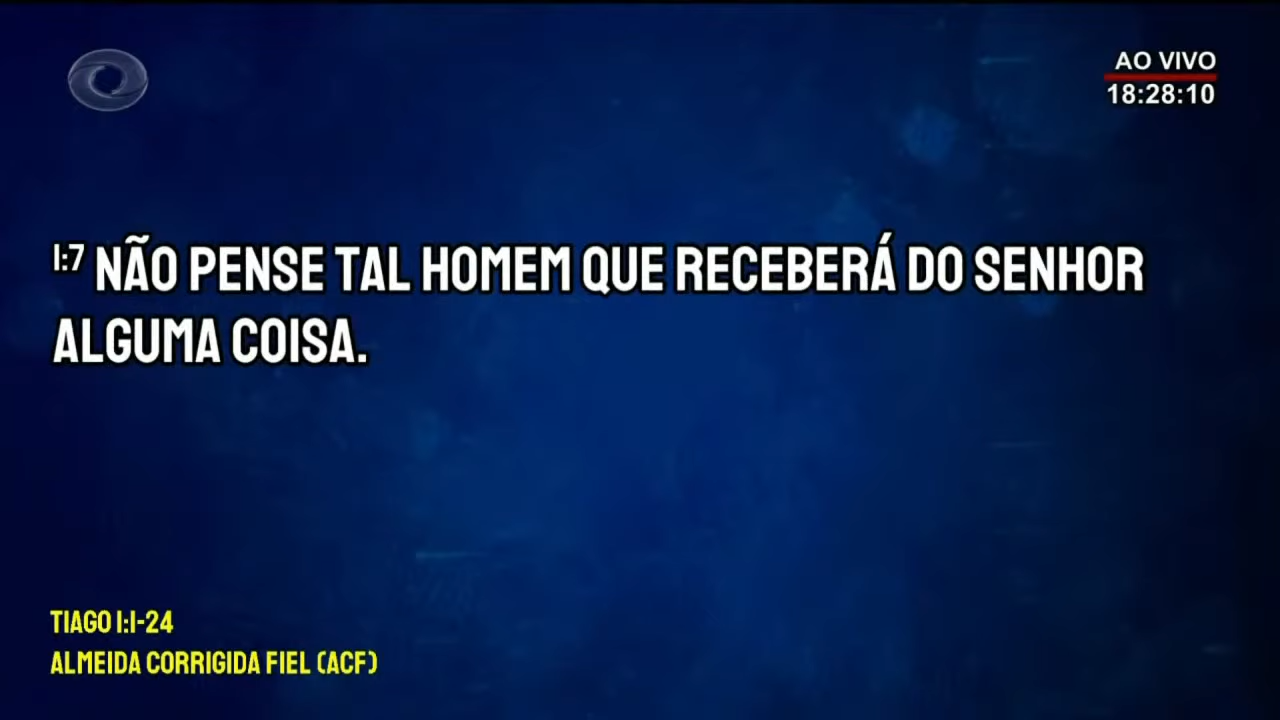 AO VIVO
18:28:10
1:7 NÃO PENSE TAL HOMEM QUE RECEBERÁ DO SENHOR
ALGUMA COISA.
TIAGO 1:1-24
ALMEIDA CORRIGIDA FIEL (ACF)